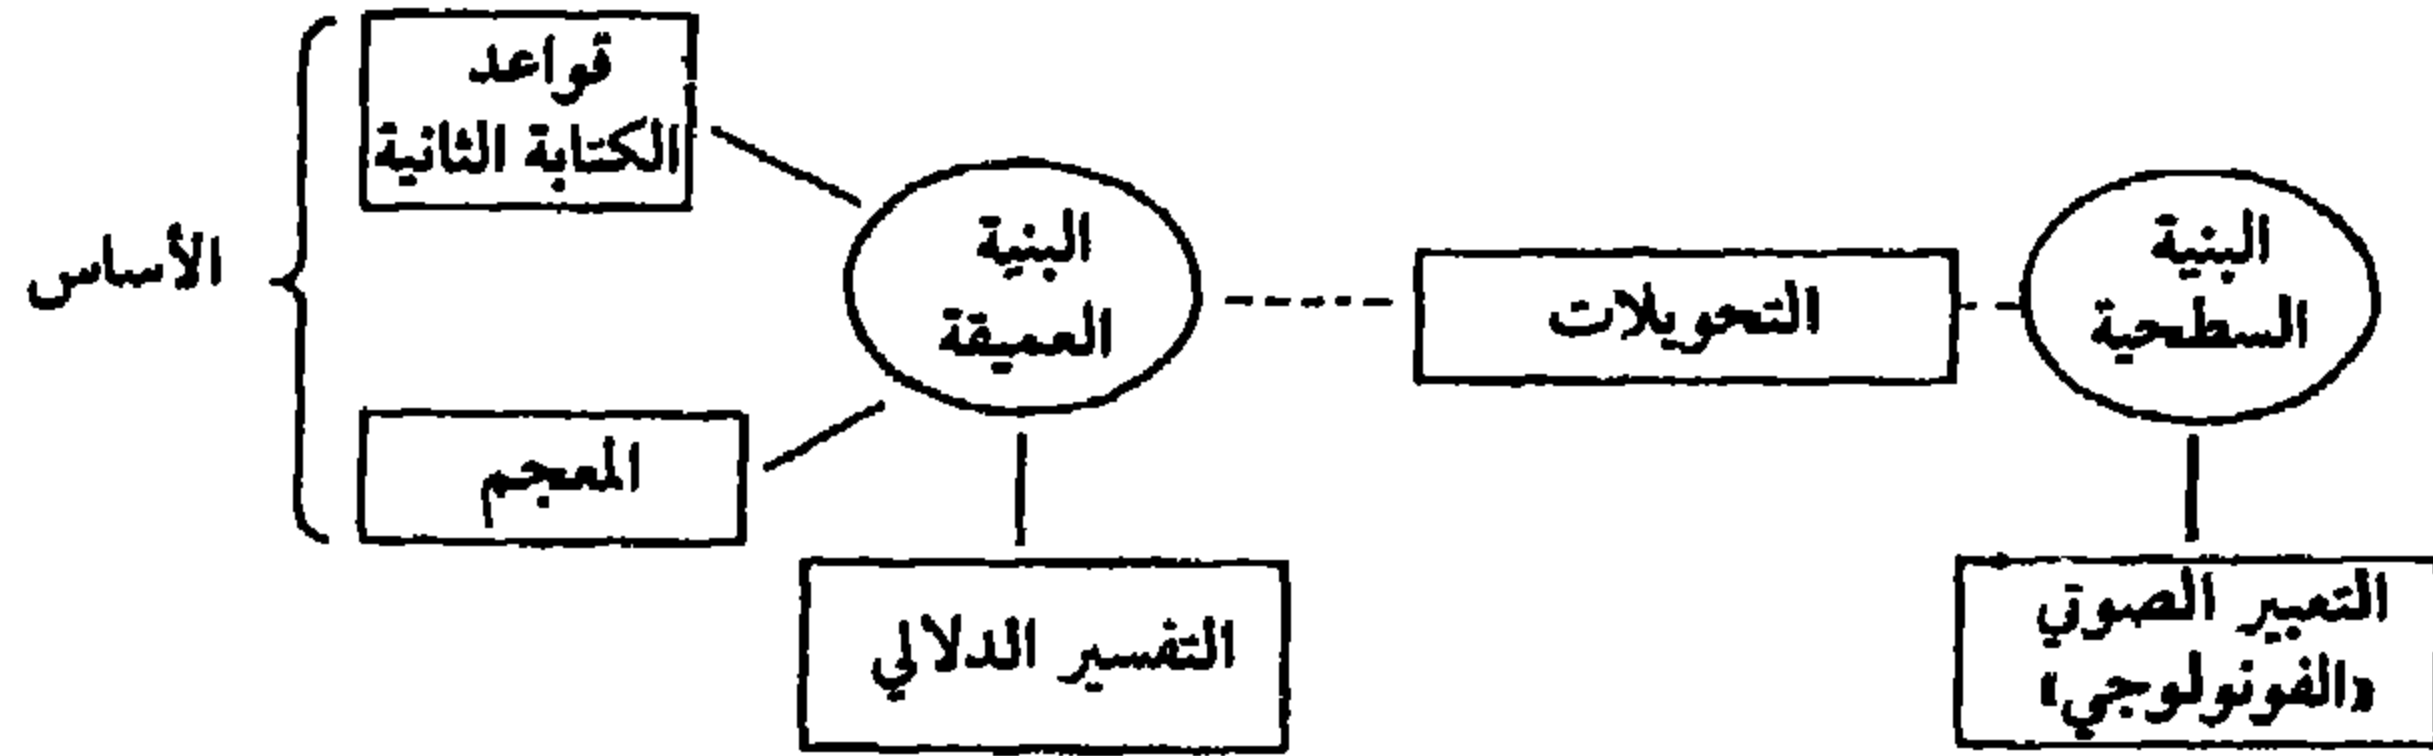 قواعد
الكتابة الثانية
الأساس
المعجم
البنية
العميقة
التفسير الدلالي
التحويلات
البنية
السطحية
التعبير الصوتي
«الفونولوجي»